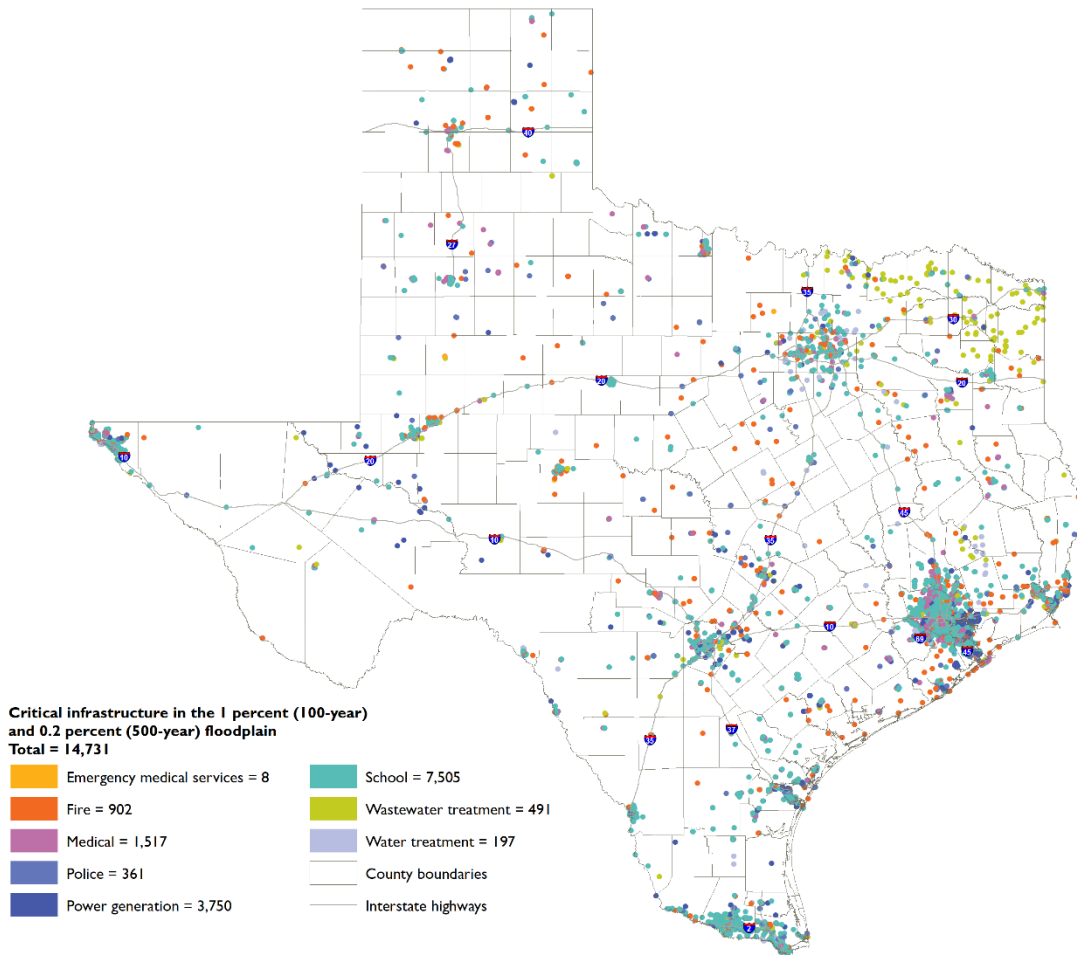 40
27
35
30
20
20
10
20
45
10
35
10
69
45
37
35
2
Critical infrastructure in the 1 percent (100-year)
and 0.2 percent (500-year) floodplain
Total = 14,731
Emergency medical services = 8
Fire = 902
Medical = 1,517
Police = 361
Power generation = 3,750
School = 7,505
Wastewater treatment = 491
Water treatment = 197
County boundaries
Interstate highways